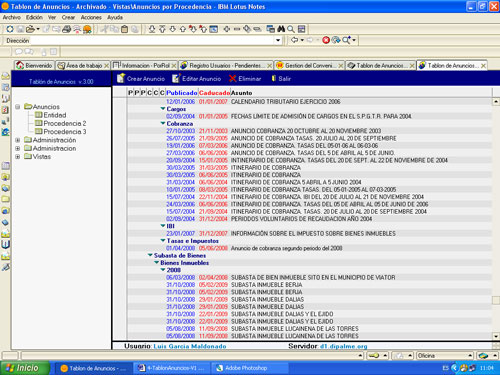 Tablon de Anuncios - Archivado - Vistas\Anuncios por Procedencia - IBM Lotus Notes
Archivo Edición Ver Crear Acciones Ayuda
Dirección
Bienvenido Área de trabajo Informacion - PorRol Registro Usuarios - Pendientes... Gestion del Conveni... Tablon de Anuncios -... Tablon de Anuncios...
Tablón de Anuncios v 3.00
Crear Anuncio Editar Anuncio Eliminar Salir
P P P C C C Publicado Caducado Asunto
Anuncios
Entidad
Procedencia 2
Procedencia 3
Administración
Administración
Vistas
12/01/2006 01/01/2007 CALENDARIO TRIBUTARIO EJERCICIO 2006
Cargos
02/09/2004 01/01/2005 FECHAS LÍMITE DE ADMISIÓN DE CARGOS EN EL S.P.G.T.R. PARA 2004.
Cobranza
27/10/2003 21/11/2003 ANUNCIO COBRANZA 20 OCTUBRE AL 20 NOVIEMBRE 2003
26/07/2005 21/09/2005 ANUNCIO DE COBRANZA TASAS. 20 JULIO AL 20 DE SEPTIEMBRE
19/01/2006 07/03/2006 ANUNCIO DE COBRANZA. TASAS DEL 05-01-06 AL 06-03-06
27/03/2006 06/06/2006 ANUNCIO DE COBRANZA. TASAS DEL 5 DE ABRIL AL 5 DE JUNIO.
20/09/2004 15/01/2005 INTINERARIO DE COBRANZA. TASAS DEL 20 DE SEPT. AL 22 DE NOVIEMBRE DE 2004
31/03/2004 30/06/2004 ITINERARIO DE COBRANZA
31/03/2004 06/06/2004 ITINERARIO DE COBRANZA 5 ABRIL A 5 JUNIO 2004
10/01/2005 08/03/2005 ITINERARIO DE COBRANZA. TASAS. DEL 05-01-2005 AL 07-03-2005
15/07/2004 22/11/2004 ITINERARIO DE COBRANZA. IBI DEL 20 DE JULIO AL 21 DE NOVIEMBRE 2004
24/03/2006 06/06/2006 ITINERARIO DE COBRANZA. TASAS DEL 05 DE ABRIL AL 05 DE JUNIO DE 2006
15/07/2004 21/09/2004 ITINERARIO DE COBRANZA. TASAS. DEL 20 DE JULIO AL 20 DE SEPTIEMBRE 2004
02/09/2004 31/12/2004 PERIODOS VOLUNTARIOS DE RECAUDACIÓN AÑO 2004
IBI
23/01/2007 31/12/2007 INFORMACIÓN SOBRE EL IMPUESTO SOBRE BIENES INMUEBLES
Tasas e Impuestos
01/04/2008 05/06/2008 Anuncio de cobranza segundo periodo del 2008
Subasta de Bienes
Bienes Inmuebles
2008
06/03/2008 02/04/2008 SUBASTA DE BIEN INMUEBLE SITO EN EL MUNICIPIO DE VIATOR
31/10/2008 05/02/2009 SUBASTA INMUEBLE BERJA
31/10/2008 05/02/2009 SUBASTA INMUEBLE BERJA
31/10/2008 29/01/2009 SUBASTA INMUEBLE DALIAS
31/10/2008 29/01/2009 SUBASTA INMUEBLE DALIAS
31/10/2008 22/01/2009 SUBASTA INMUEBLE DALIAS Y EL EJIDO
31/10/2008 22/01/2009 SUBASTA INMUEBLE DALIAS Y EL EJIDO
05/08/2008 11/09/2008 SUBASTA INMUEBLE LUCAINENA DE LAS TORRES
05/08/2008 11/09/2008 SUBASTA INMUEBLE LUCAINENA DE LAS TORRES
Usuario: Luis Garcia Maldonado Servidor: d1.dipalme.org
Oficina
Inicio Tablon de Anuncios - ... 4-TablonAnuncios-V1 Adobe Photoshop ES 11:04